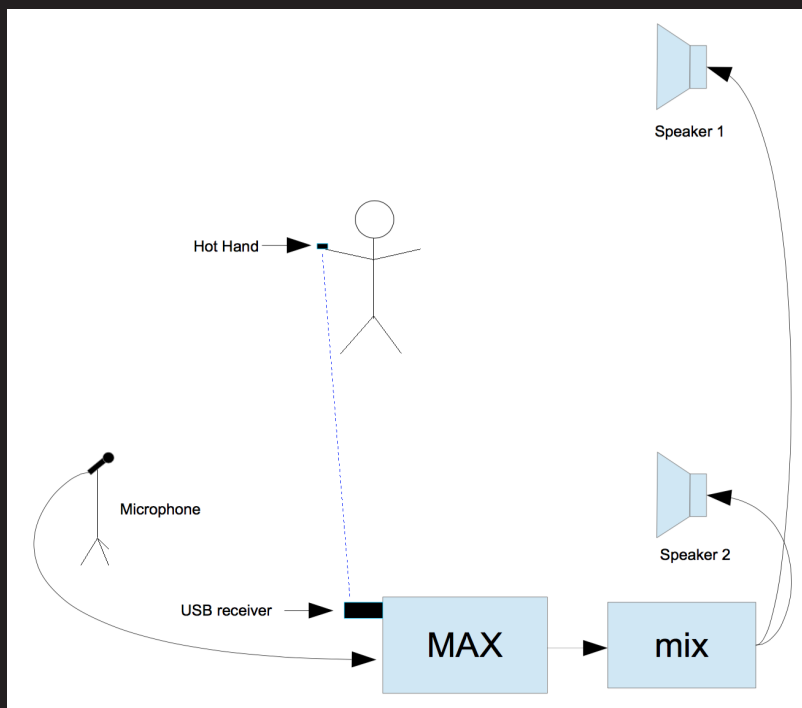 Speaker 1
Hot Hand
Microphone
Speaker 2
USB receiver
MAX
mix